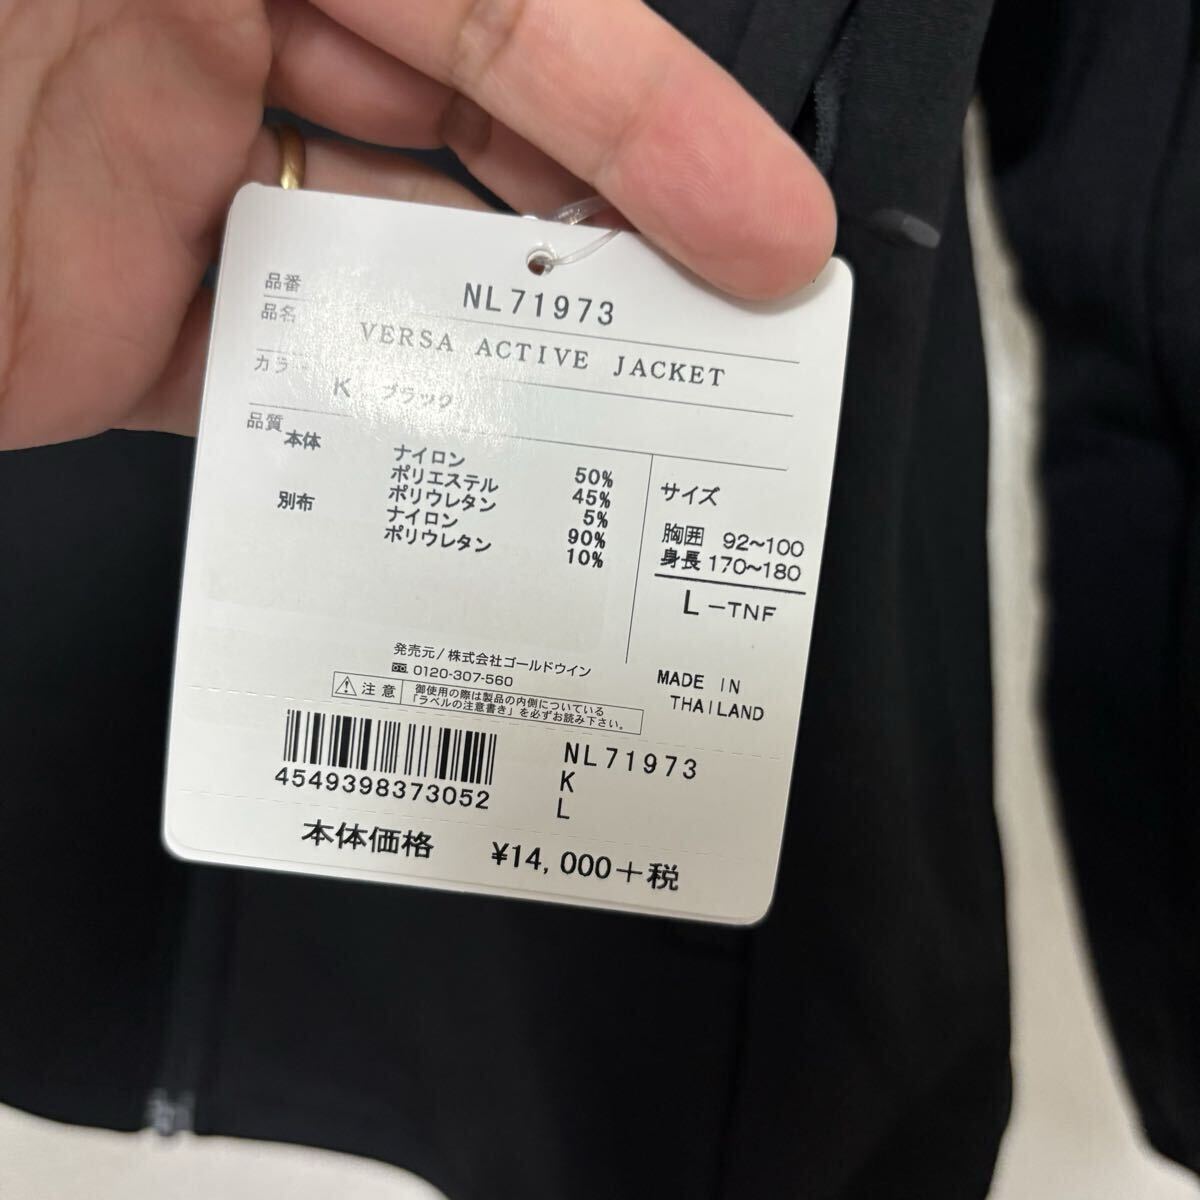 品番 NL71973
品名 VERSA ACTIVE JACKET
カラー K ブラック
品質
本体 ナイロン 50%
ポリエステル 45%
ポリウレタン 5%
別布 ナイロン 90%
ポリウレタン 10%
サイズ
胸囲 92~100
身長 170~180
L-TNF
発売元/株式会社ゴールドウイン
0120-307-560
MADE IN
THAILAND
注意 御使用の際は製品の内側についている
「ラベルの注意書き」を必ずお読み下さい。
4549398373052
NL71973
K
L
本体価格 ¥14,000+税